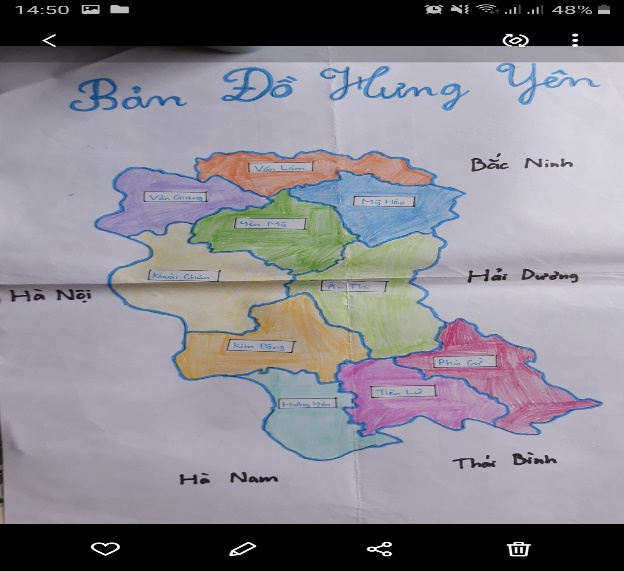 14:50
48%
Bản Đồ Hưng Yên
Văn Lâm
Bắc Ninh
Văn Giang
Mỹ Hào
Yên Mỹ
Khoái Châu
Ân Thi
Hải Dương
Hà Nội
Kim Động
Phù Cừ
Tiên Lữ
Hưng Yên
Thái Bình
Hà Nam